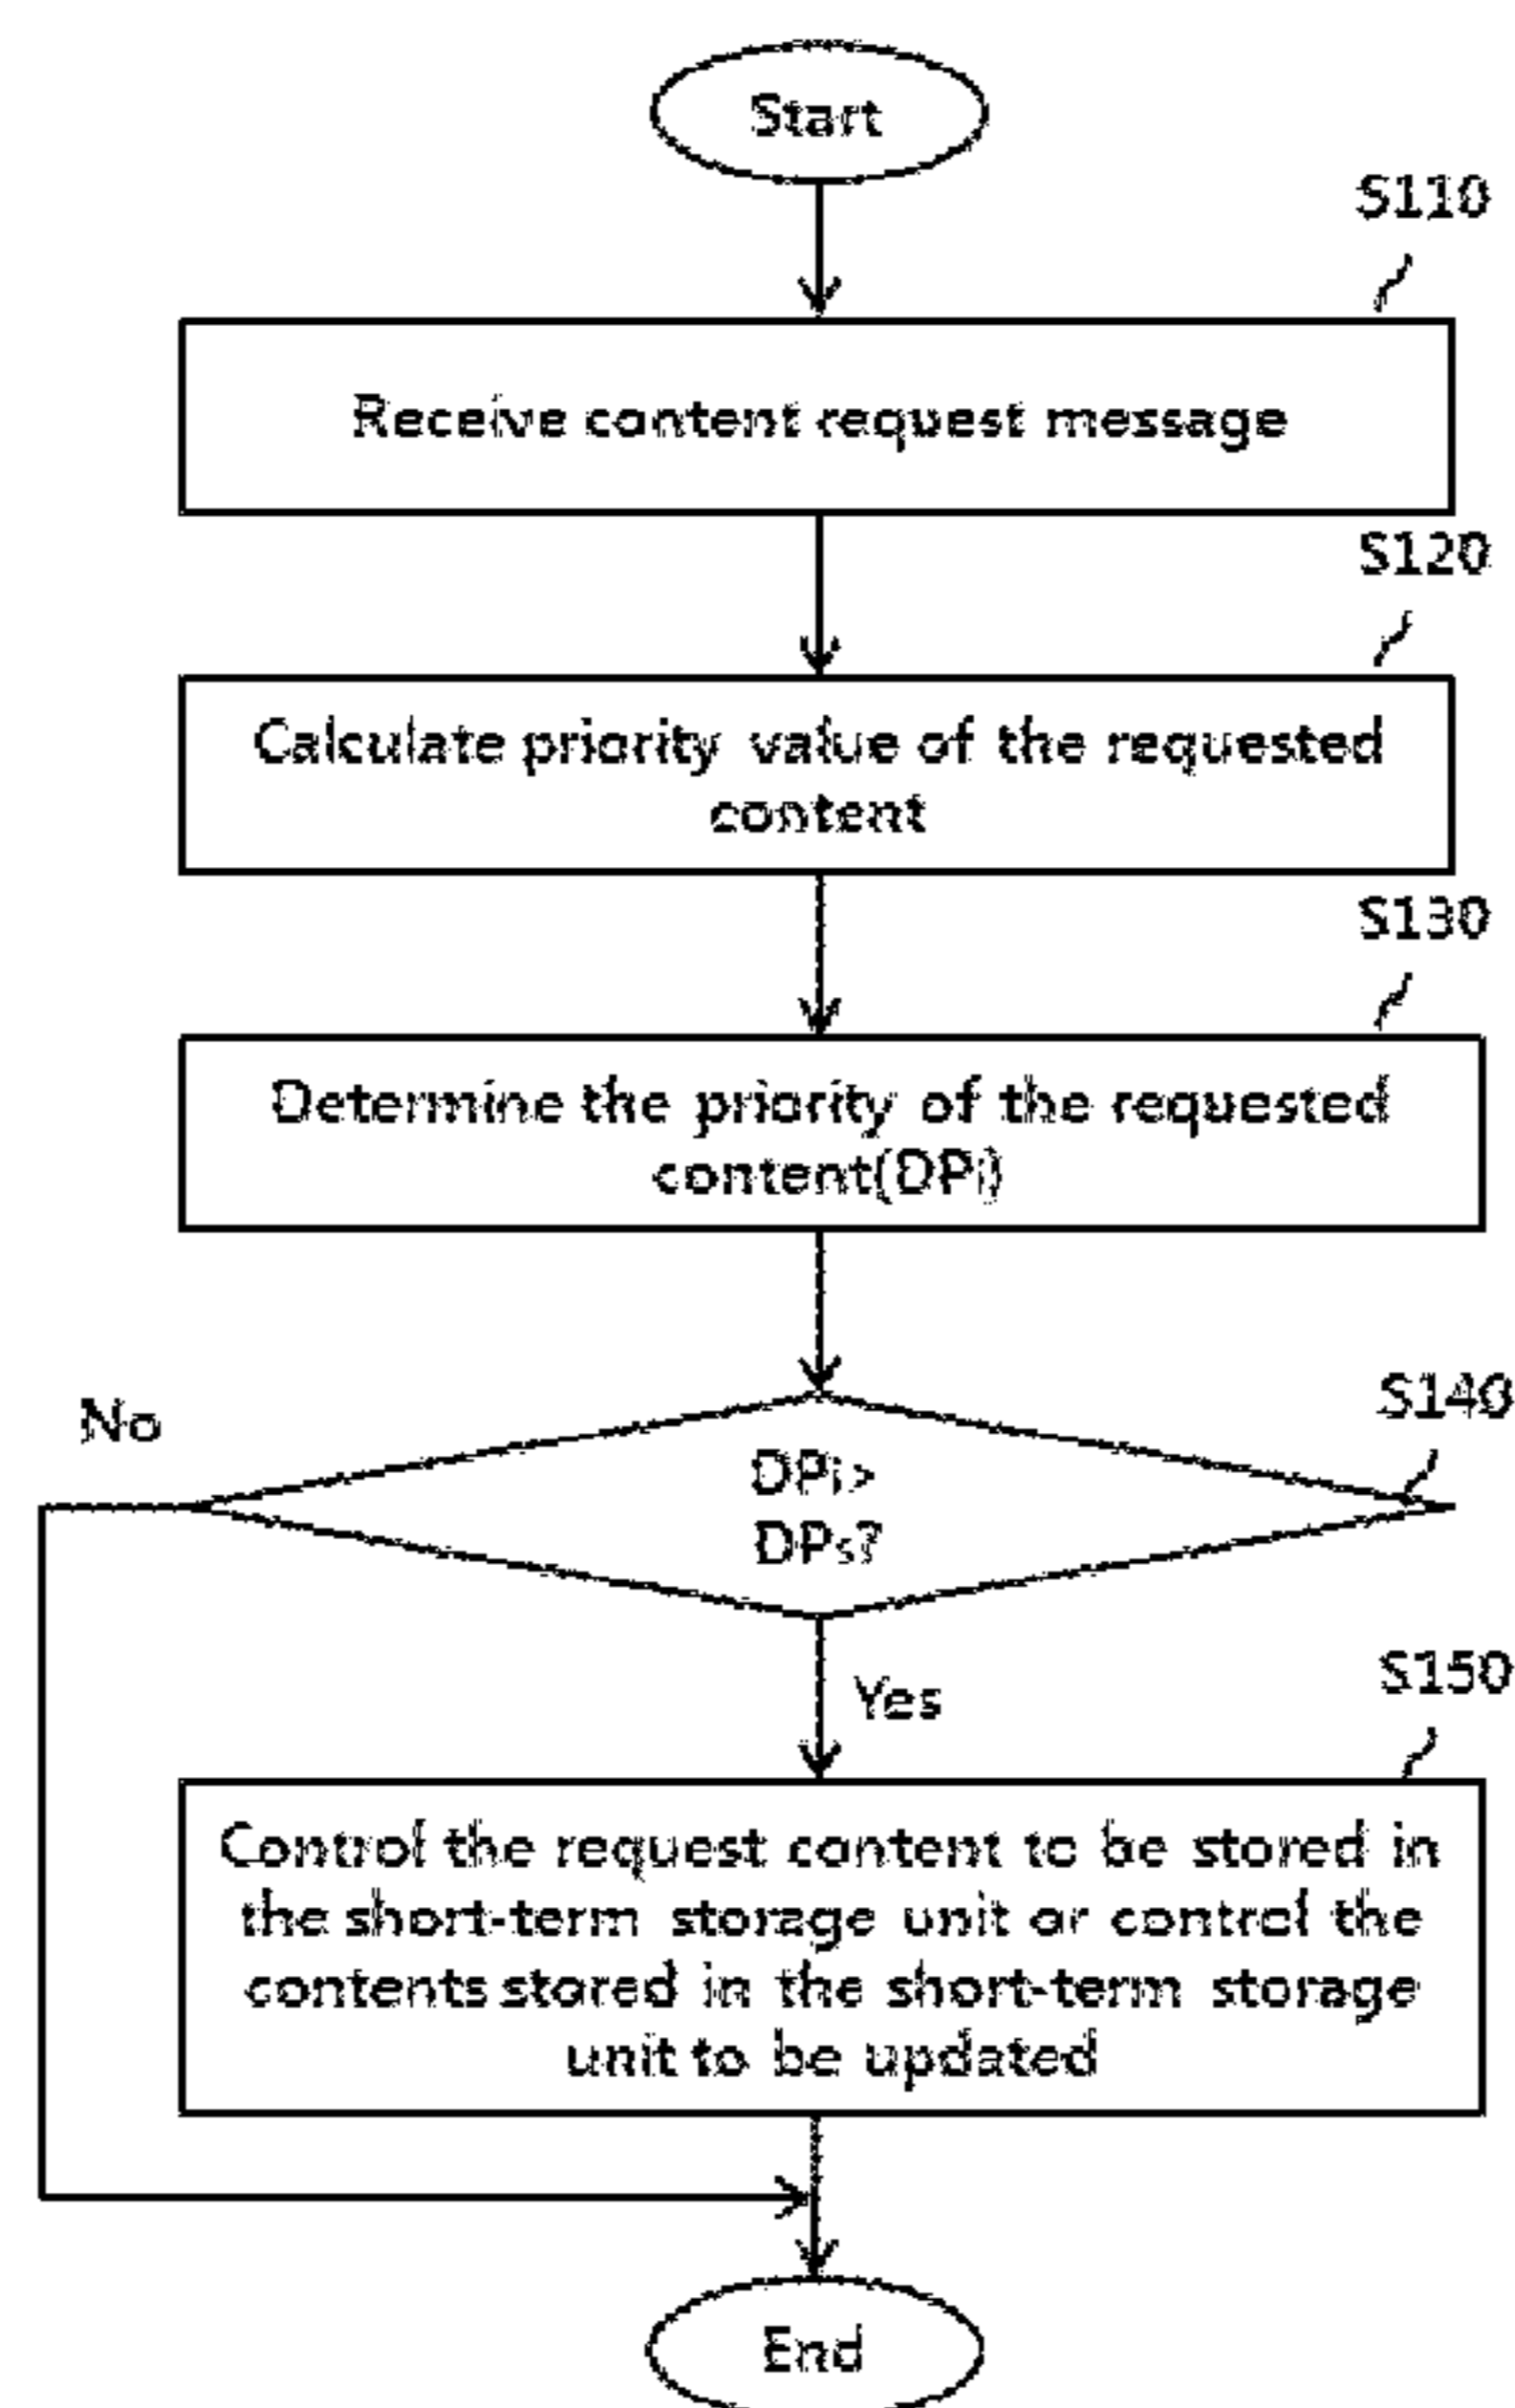 Start
S110
Receive content request message
S120
Calculate priority value of the requested
content
S130
Determine the priority of the requested
content(DPi)
S140
No
DPi>
DPs?
Yes
S150
Control the request content to be stored in
the short-term storage unit or control the
contents stored in the short-term storage
unit to be updated
End